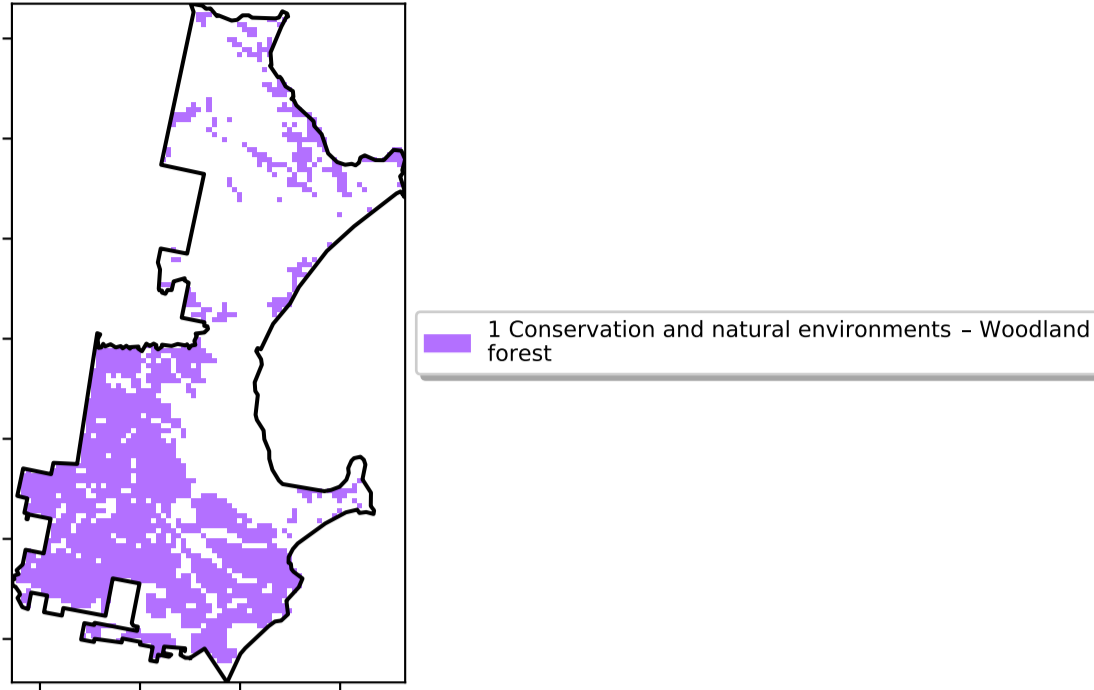 1 Conservation and natural environments – Woodland
forest